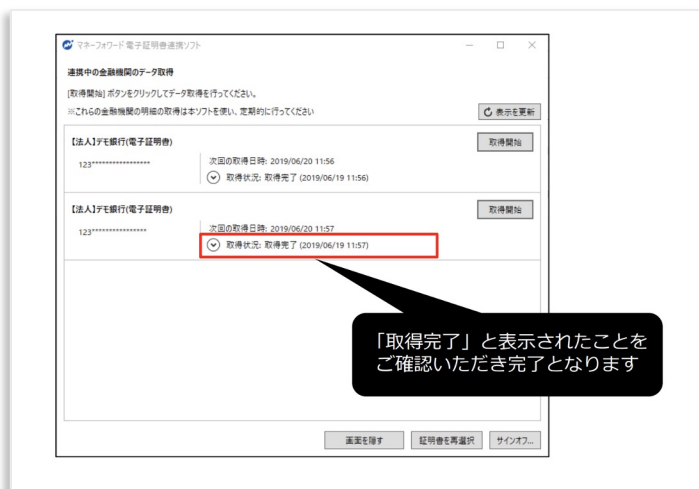 マネーフォワード 電子証明書連携ソフト
連携中の金融機関のデータ取得
[取得開始] ボタンをクリックしてデータ取得を行ってください。
※これらの金融機関の明細の取得は本ソフトを使い、定期的に行ってください
表示を更新
【法人】デモ銀行(電子証明書)
取得開始
123*****************
次回の取得日時: 2019/06/20 11:56
取得状況: 取得完了 (2019/06/19 11:56)
【法人】デモ銀行(電子証明書)
取得開始
123****************
次回の取得日時: 2019/06/20 11:57
取得状況: 取得完了 (2019/06/19 11:57)
「取得完了」と表示されたことを
ご確認いただき完了となります
画面を隠す
証明書を再選択
サインオフ...